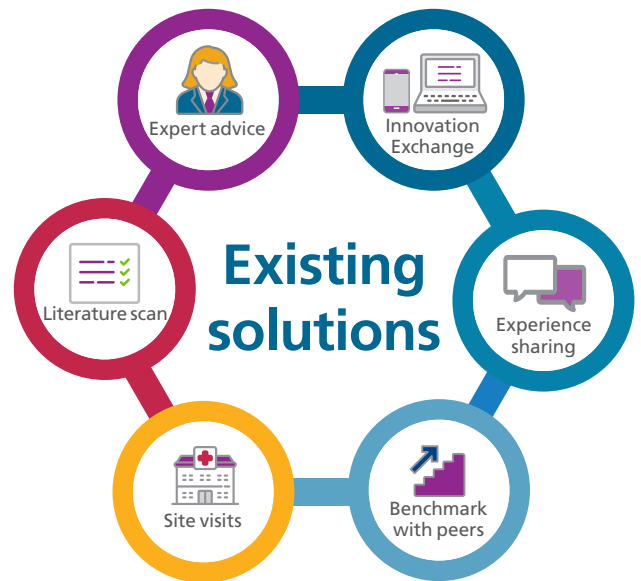 Expert advice
Innovation
Exchange
Existing
solutions
Literature scan
Experience
sharing
Site visits
Benchmark
with peers